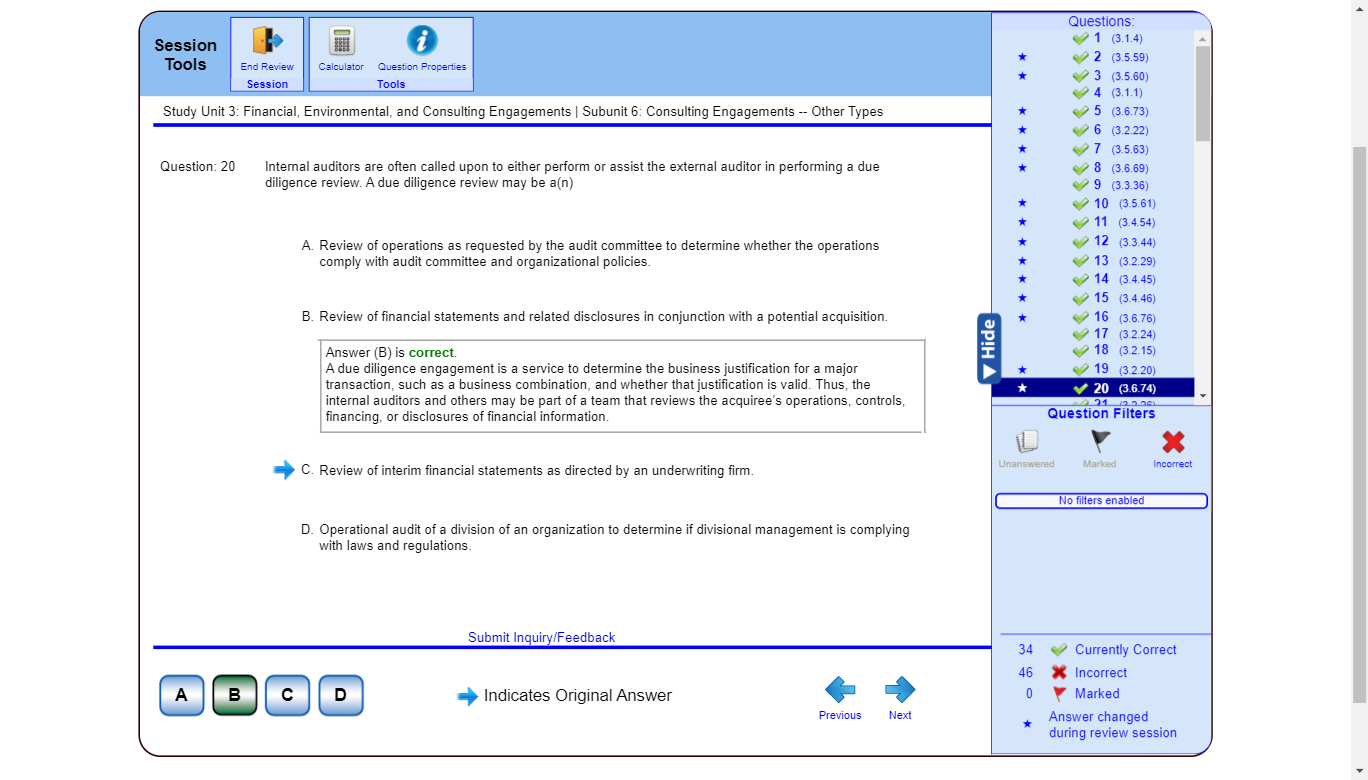 Session
Tools
End Review
Session
Calculator
Question Properties
Tools
Study Unit 3: Financial, Environmental, and Consulting Engagements | Subunit 6: Consulting Engagements -- Other Types
Question: 20
Internal auditors are often called upon to either perform or assist the external auditor in performing a due
diligence review. A due diligence review may be a(n)
A. Review of operations as requested by the audit committee to determine whether the operations
comply with audit committee and organizational policies.
B. Review of financial statements and related disclosures in conjunction with a potential acquisition.
Answer (B) is correct.
A due diligence engagement is a service to determine the business justification for a major
transaction, such as a business combination, and whether that justification is valid. Thus, the
internal auditors and others may be part of a team that reviews the acquiree's operations, controls,
financing, or disclosures of financial information.
C. Review of interim financial statements as directed by an underwriting firm.
D. Operational audit of a division of an organization to determine if divisional management is complying
with laws and regulations.
Submit Inquiry/Feedback
A
B
C
D
Indicates Original Answer
Previous
Next
Hide
Questions:
1 (3.1.4)
2 (3.5.59)
3 (3.5.60)
4 (3.1.1)
5 (3.6.73)
6 (3.2.22)
7 (3.5.63)
8 (3.6.69)
9 (3.3.36)
10 (3.5.61)
11 (3.4.54)
12 (3.3.44)
13 (3.2.29)
14 (3.4.45)
15 (3.4.46)
16 (3.6.76)
17 (3.2.24)
18 (3.2.15)
19 (3.2.20)
20 (3.6.74)
21 (3.2.26)
Question Filters
Unanswered
Marked
Incorrect
No filters enabled
34 Currently Correct
46 Incorrect
0 Marked
Answer changed
during review session